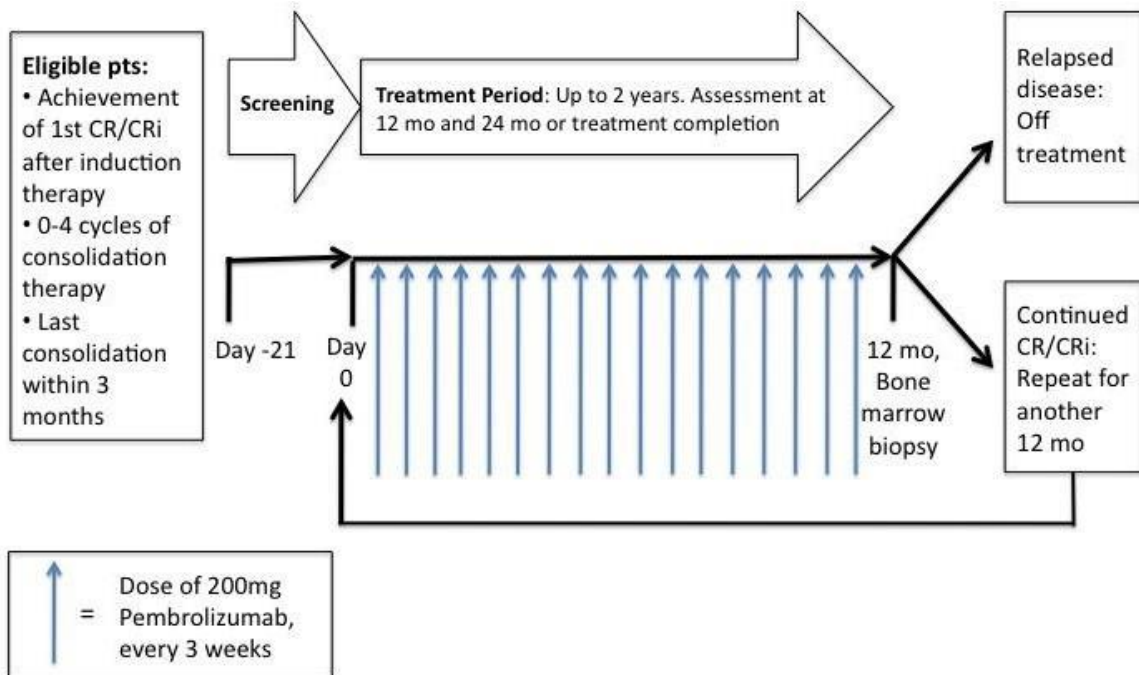 Eligible pts:
• Achievement
of 1st CR/CRi
after induction
therapy
• 0-4 cycles of
consolidation
therapy
• Last
consolidation
within 3
months
Screening
Treatment Period: Up to 2 years. Assessment at
12 mo and 24 mo or treatment completion
Relapsed
disease:
Off
treatment
Day -21
Day
0
12 mo,
Bone
marrow
biopsy
Continued
CR/CRi:
Repeat for
another
12 mo
=
Dose of 200mg
Pembrolizumab,
every 3 weeks